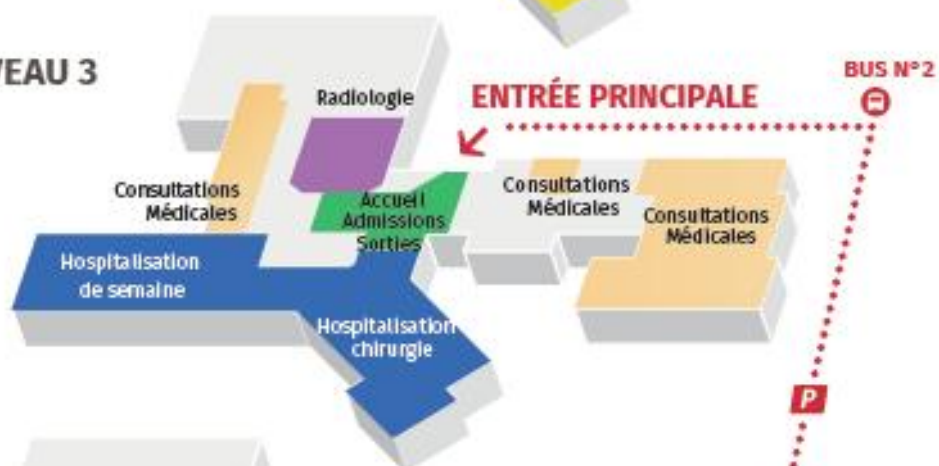 VEAU 3
BUS N°2
Radiologie
ENTRÉE PRINCIPALE
Consultations
Médicales
Accueil
Admissions
Sorties
Consultations
Médicales
Consultations
Médicales
Hospitalisation
de semaine
Hospitalisation
chirurgie
P